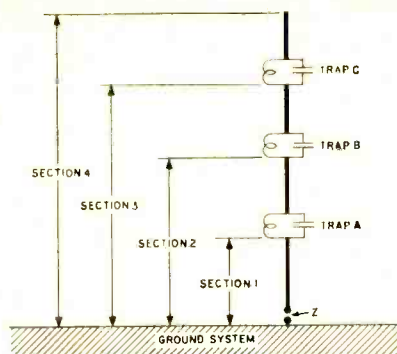 TRAP C
TRAP B
SECTION 4
SECTION 3
SECTION 2
TRAP A
SECTION 1
Z
GROUND SYSTEM